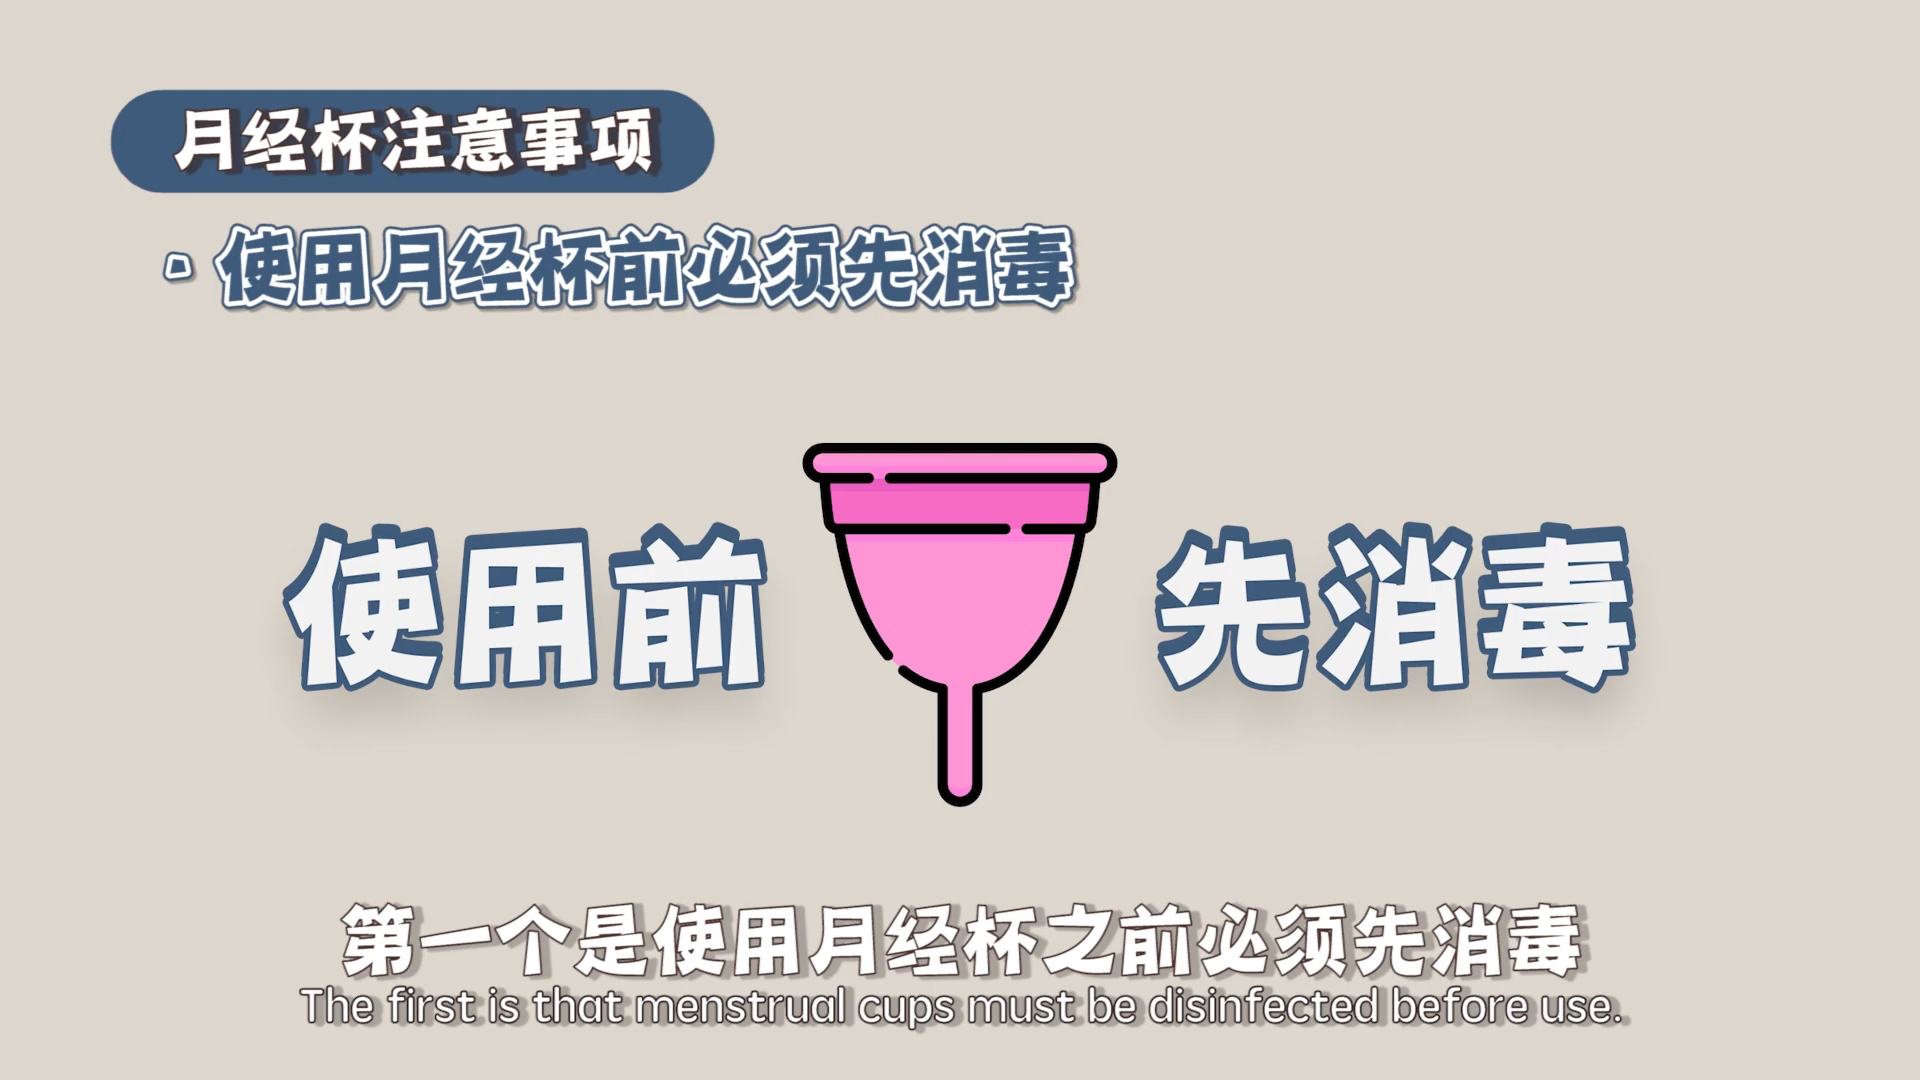 月经杯注意事项
· 使用月经杯前必须先消毒
使用前 先消毒
第一个是使用月经杯之前必须先消毒
The first is that menstrual cups must be disinfected before use.